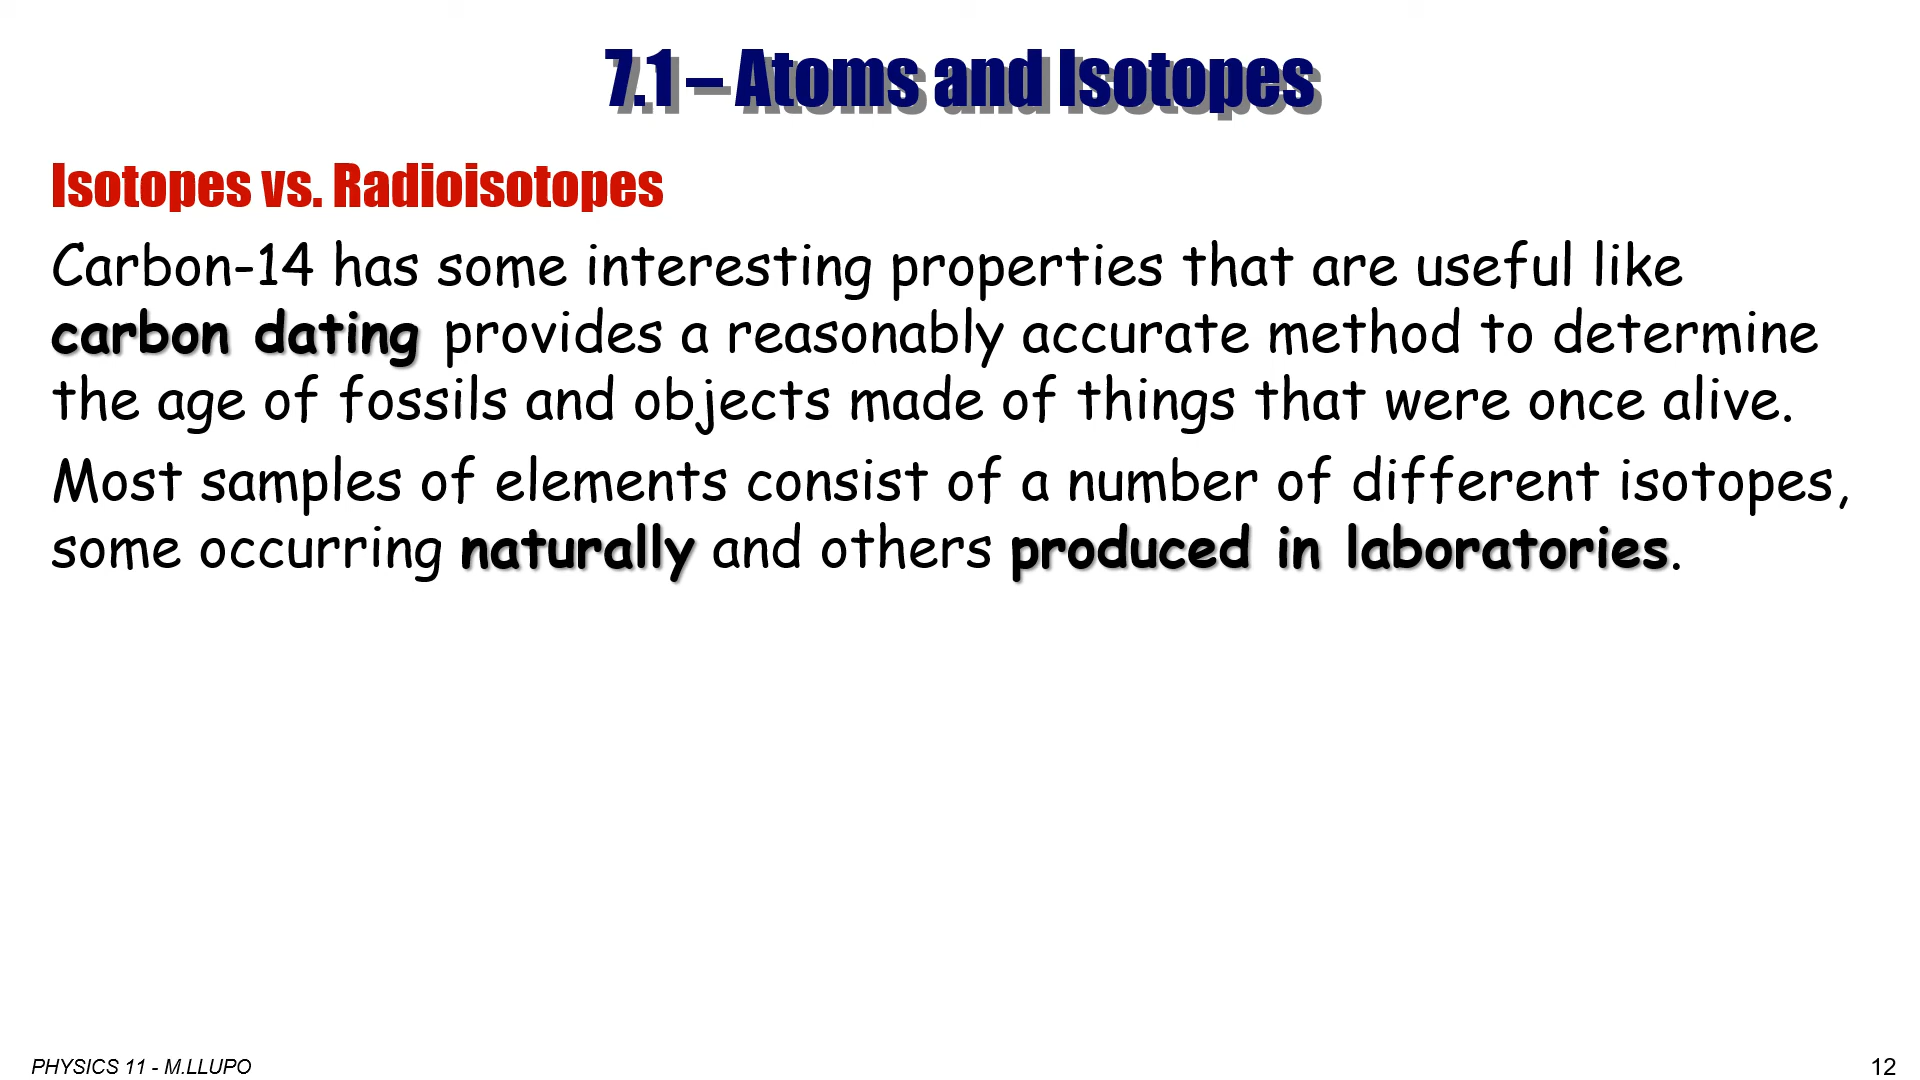 7.1 – Atoms and Isotopes
Isotopes vs. Radioisotopes
Carbon-14 has some interesting properties that are useful like
carbon dating provides a reasonably accurate method to determine
the age of fossils and objects made of things that were once alive.
Most samples of elements consist of a number of different isotopes,
some occurring naturally and others produced in laboratories.
PHYSICS 11 - M.LLUPO
12